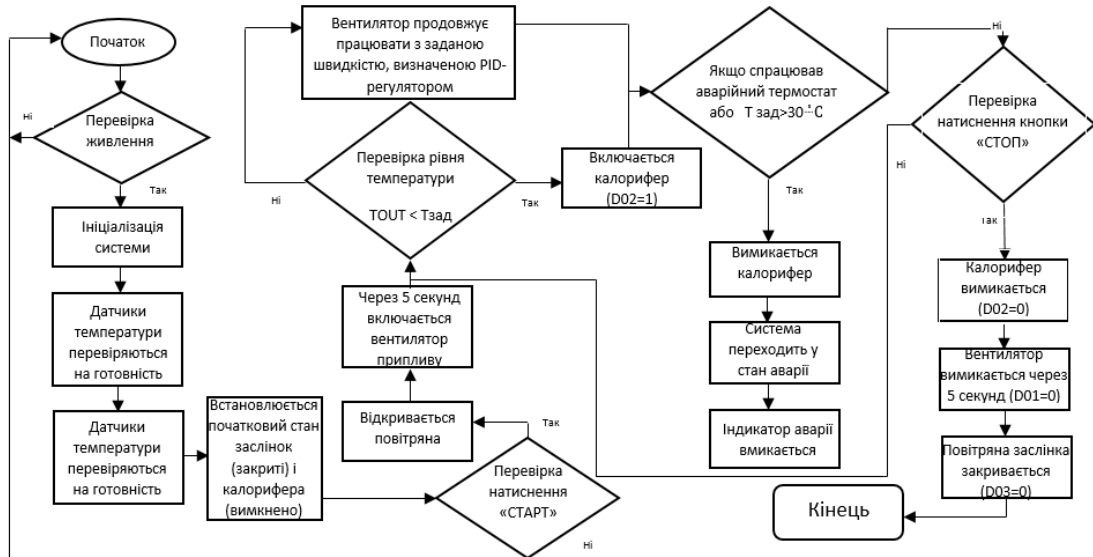 Початок
Ні
Перевірка
живлення
Так
Ініціалізація
системи
Датчики
температури
перевіряються
на готовність
Датчики
температури
перевіряються
на готовність
Встановлюється
початковий стан
заслінок
(закриті) і
калорифера
(вимкнено)
Перевірка
натиснення
«СТАРТ»
Так
Ні
Відкривається
повітряна
Через 5 секунд
включається
вентилятор
припливу
Перевірка рівня
температури
TOUT < Tзад
Ні
Так
Вентилятор продовжує
працювати з заданою
швидкістю, визначеною PID-
регулятором
Включається
калорифер
(D02=1)
Якщо спрацював
аварійний термостат
або Т зад>30 С
Ні
Так
Вимикається
калорифер
Система
переходить у
стан аварії
Індикатор аварії
вмикається
Перевірка
натиснення кнопки
«СТОП»
Ні
Так
Калорифер
вимикається
(D02=0)
Вентилятор
вимикається через
5 секунд (D01=0)
Повітряна заслінка
закривається
(D03=0)
Кінець